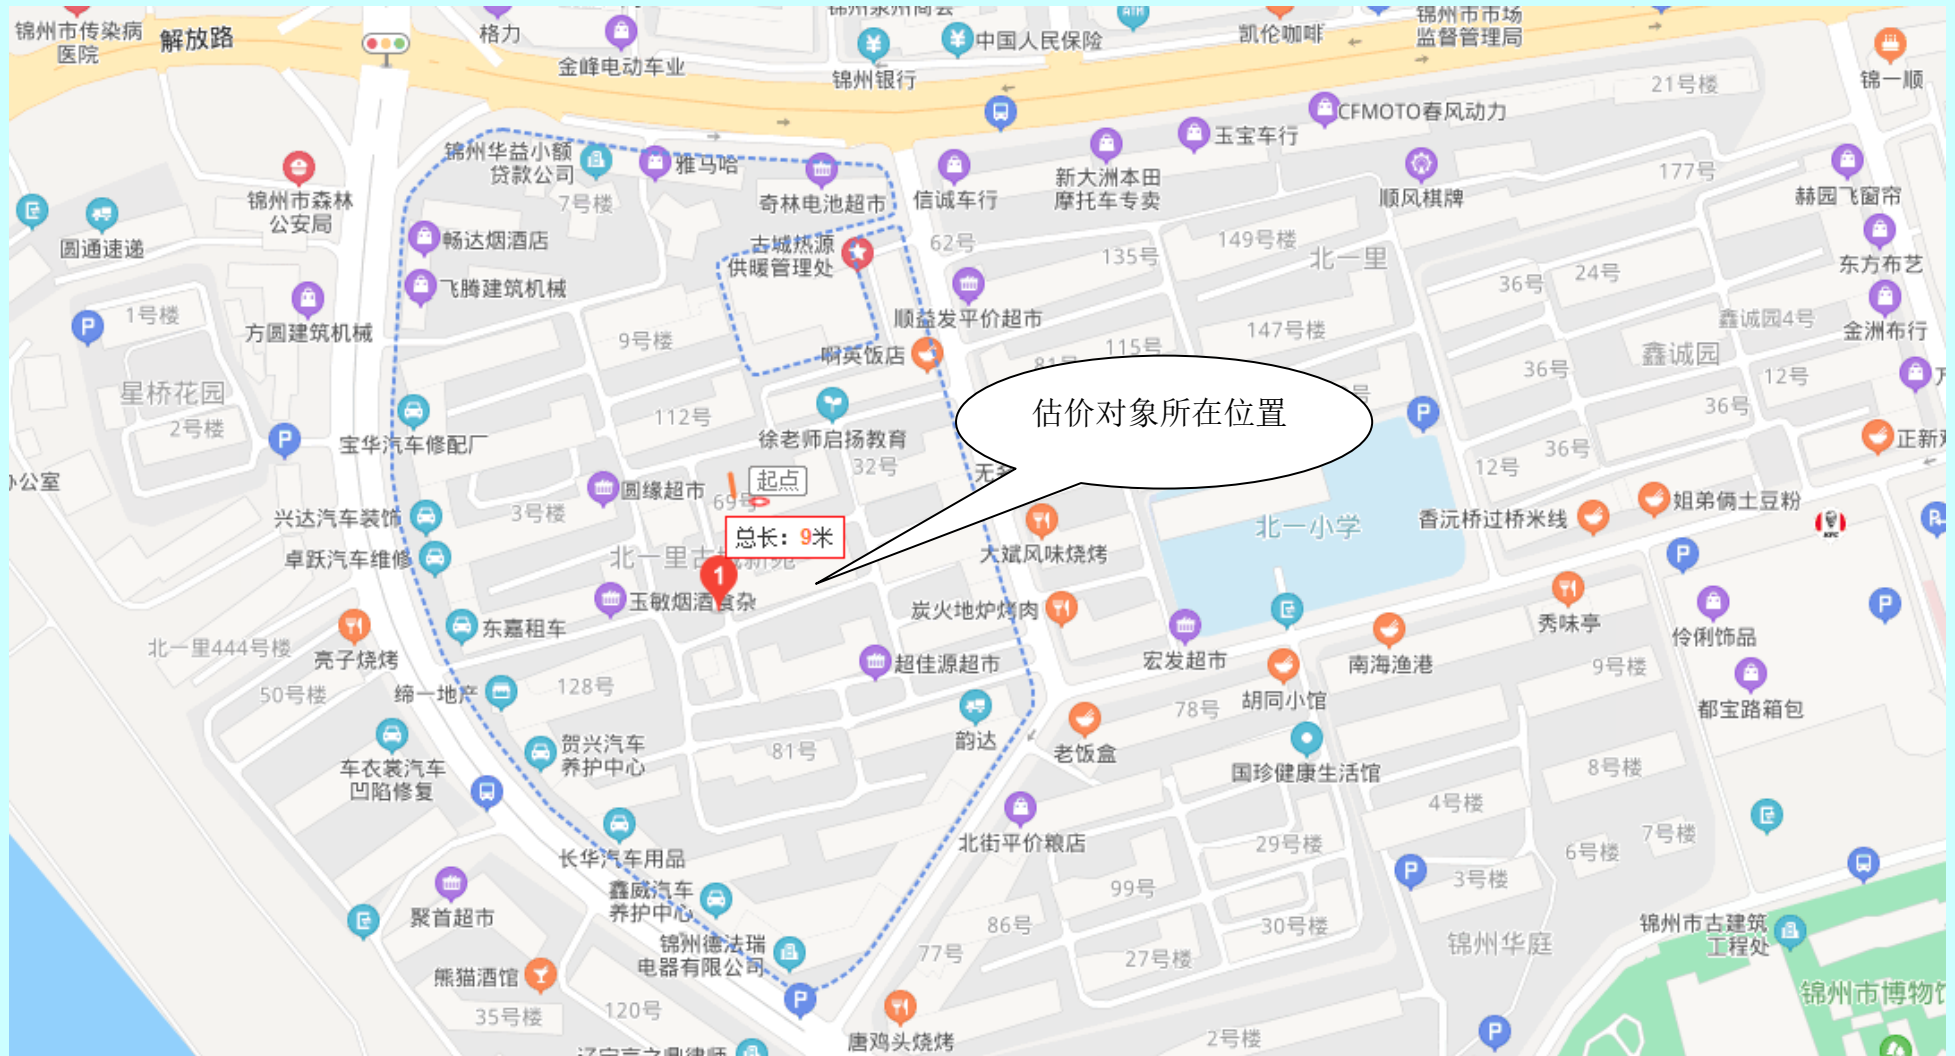 锦州市传染病
医院
解放路
格力
金峰电动车业
锦州银行
ATM
中国人民保险
凯伦咖啡
锦州市市场
监督管理局
锦一顺
21号楼
CFMOTO春风动力
玉宝车行
新大洲本田
摩托车专卖
信诚车行
顺风棋牌
177号
赫园飞窗帘
锦州华益小额
贷款公司
7号楼
雅马哈
奇林电池超市
锦州市森林
公安局
圆通速递
畅达烟酒店
飞腾建筑机械
方圆建筑机械
古城热源
供暖管理处
62号
135号
149号楼
北一里
36号
24号
东方布艺
1号楼
P
9号楼
顺益发平价超市
啊英饭店
81号
115号
147号楼
鑫诚园4号
鑫诚园
金洲布行
星桥花园
2号楼
P
宝华汽车修配厂
112号
徐老师启扬教育
32号
估价对象所在位置
号
P
36号
12号
36号
36号
12号
办公室
圆缘超市
69号
起点
总长：9米
3号楼
兴达汽车装饰
卓跃汽车维修
北一里古城新苑
1
玉敏烟酒食杂
东嘉租车
大斌风味烧烤
炭火地炉烤肉
北一小学
香沅桥过桥米线
姐弟俩土豆粉
KFC
P
P
P
秀味亭
伶俐饰品
北一里444号楼
亮子烧烤
50号楼
缔一地产
128号
超佳源超市
宏发超市
胡同小馆
南海渔港
9号楼
都宝路箱包
韵达
老饭盒
78号
国珍健康生活馆
车衣裳汽车
凹陷修复
贺兴汽车
养护中心
81号
8号楼
4号楼
7号楼
长华汽车用品
北街平价粮店
29号楼
6号楼
P
3号楼
聚首超市
鑫威汽车
养护中心
99号
86号
30号楼
锦州德法瑞
电器有限公司
77号
27号楼
锦州华庭
锦州市古建筑
工程处
熊猫酒馆
35号楼
120号
P
唐鸡头烧烤
2号楼
P
锦州市博物馆